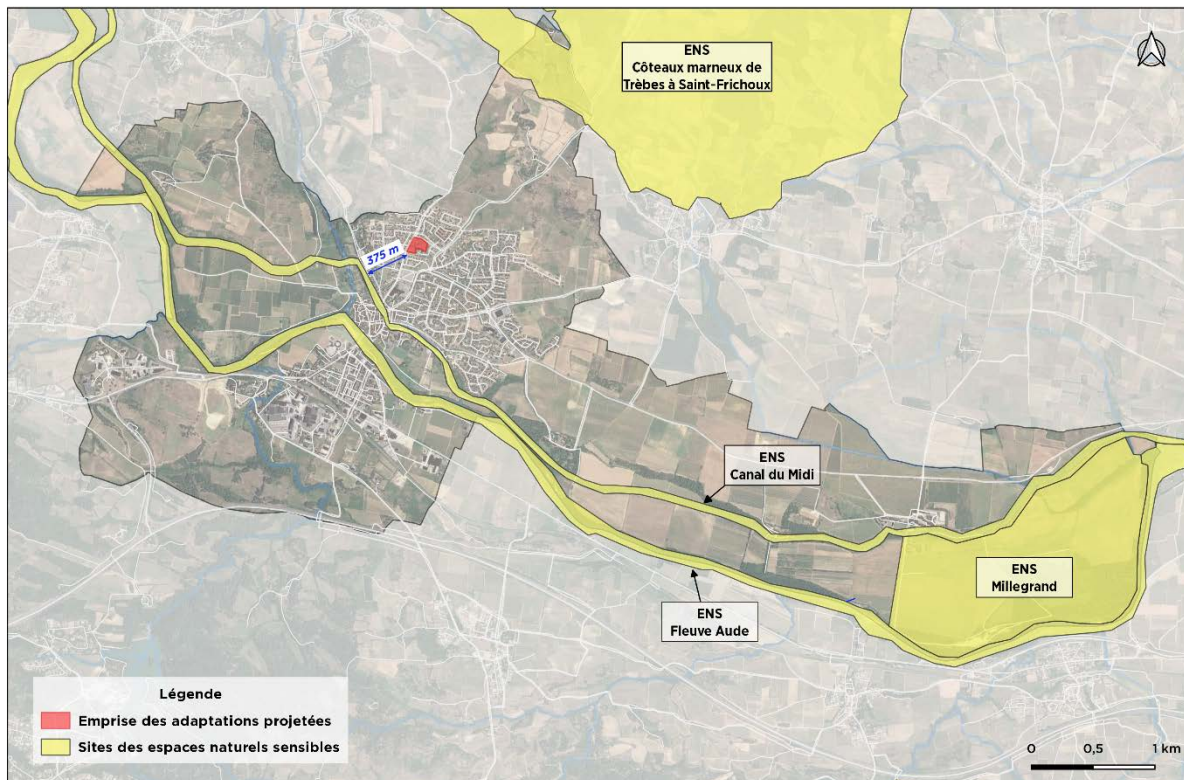 ENS
Côteaux marneux de
Trèbes à Saint-Frichoux
375 m
ENS
Canal du Midi
ENS
Millegrand
ENS
Fleuve Aude
Légende
Emprise des adaptations projetées
Sites des espaces naturels sensibles
0 0,5 1 km